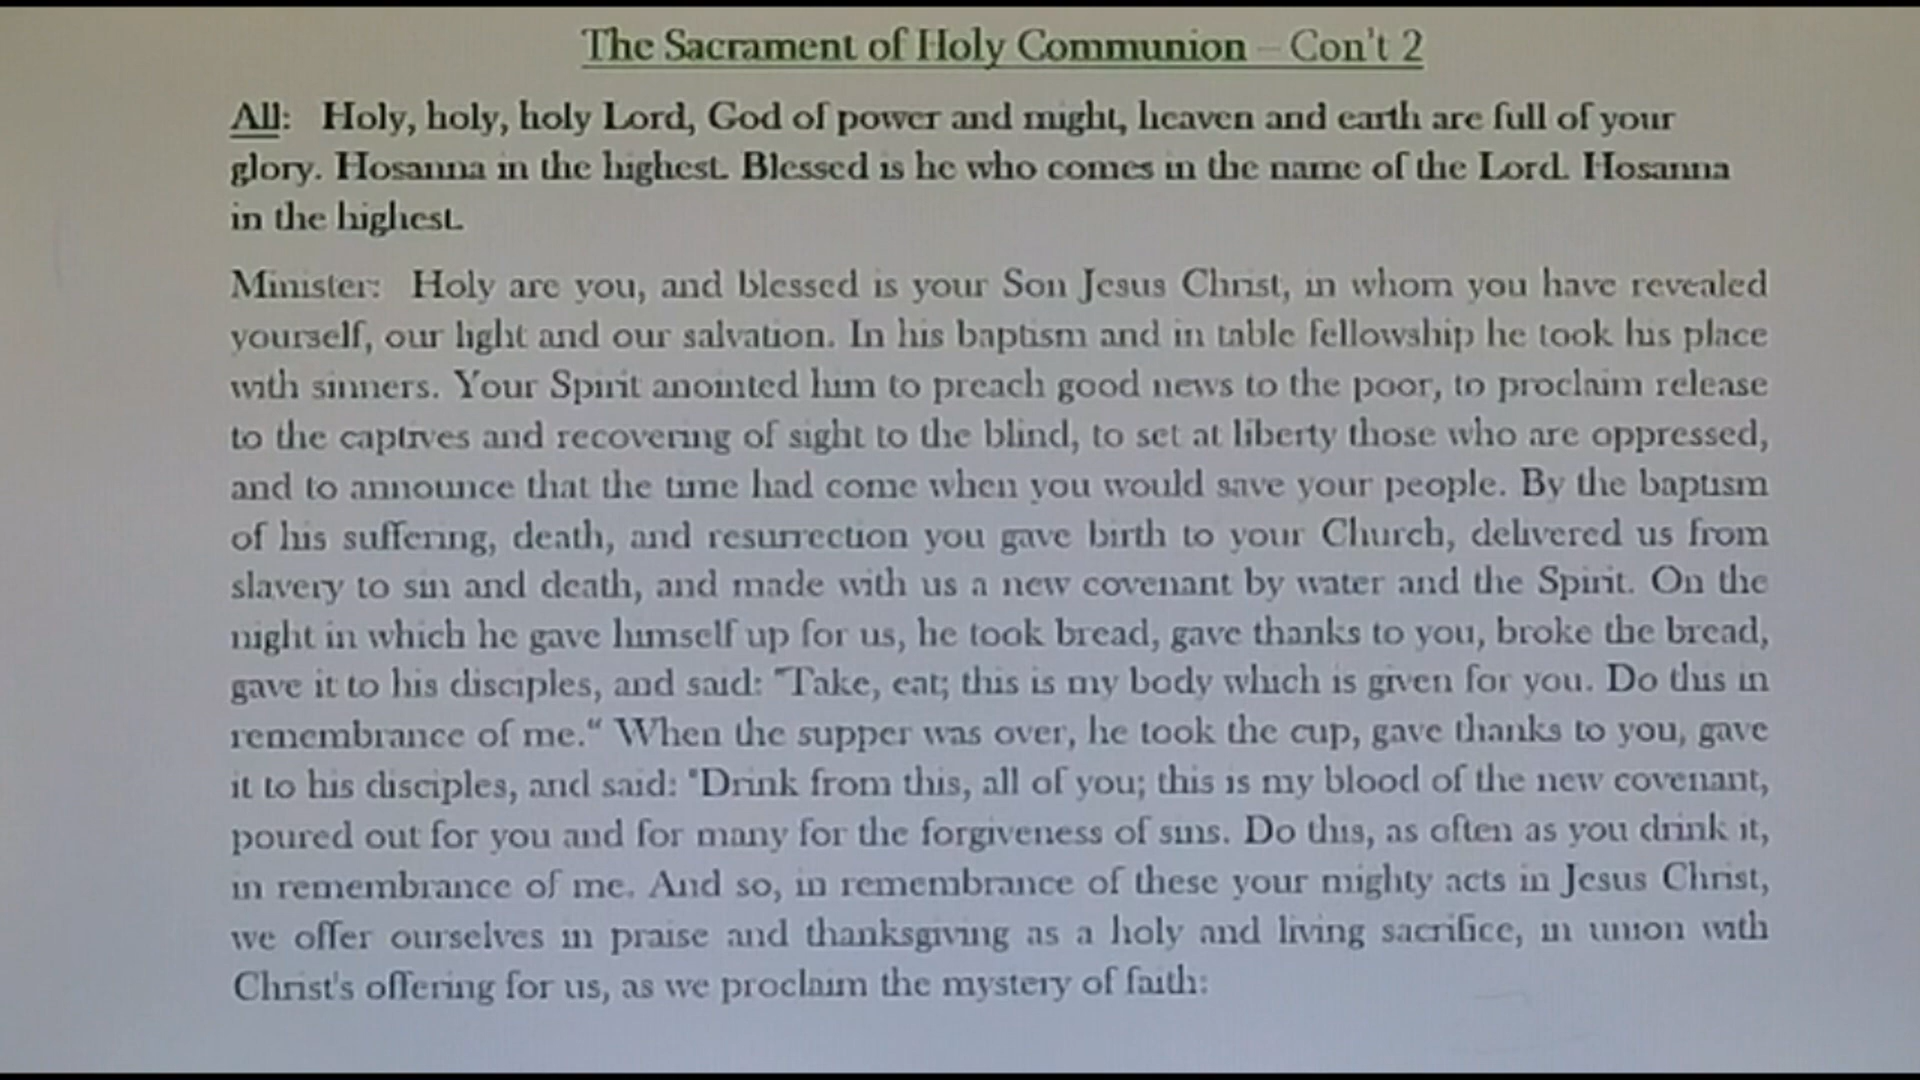 The Sacrament of Holy Communion – Con't 2
All: Holy, holy, holy Lord, God of power and might, heaven and earth are full of your
glory. Hosanna in the highest. Blessed is he who comes in the name of the Lord. Hosanna
in the highest.
Minister: Holy are you, and blessed is your Son Jesus Christ, in whom you have revealed
yourself, our light and our salvation. In his baptism and in table fellowship he took his place
with sinners. Your Spirit anointed him to preach good news to the poor, to proclaim release
to the captives and recovering of sight to the blind, to set at liberty those who are oppressed,
and to announce that the time had come when you would save your people. By the baptism
of his suffering, death, and resurrection you gave birth to your Church, delivered us from
slavery to sin and death, and made with us a new covenant by water and the Spirit. On the
night in which he gave himself up for us, he took bread, gave thanks to you, broke the bread,
gave it to his disciples, and said: "Take, eat; this is my body which is given for you. Do this in
remembrance of me.“ When the supper was over, he took the cup, gave thanks to you, gave
it to his disciples, and said: "Drink from this, all of you; this is my blood of the new covenant,
poured out for you and for many for the forgiveness of sins. Do this, as often as you drink it,
in remembrance of me. And so, in remembrance of these your mighty acts in Jesus Christ,
we offer ourselves in praise and thanksgiving as a holy and living sacrifice, in union with
Christ's offering for us, as we proclaim the mystery of faith: